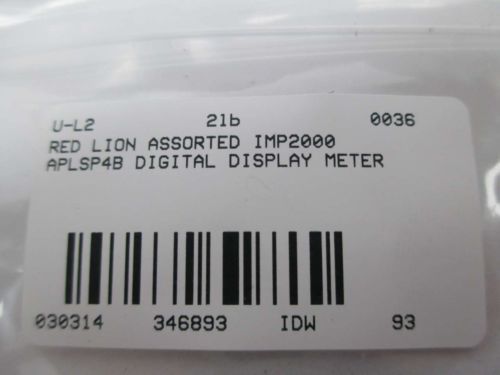 U-L2 21b 0036
RED LION ASSORTED IMP2000
APLSP4B DIGITAL DISPLAY METER
030314 346893 IDW 93